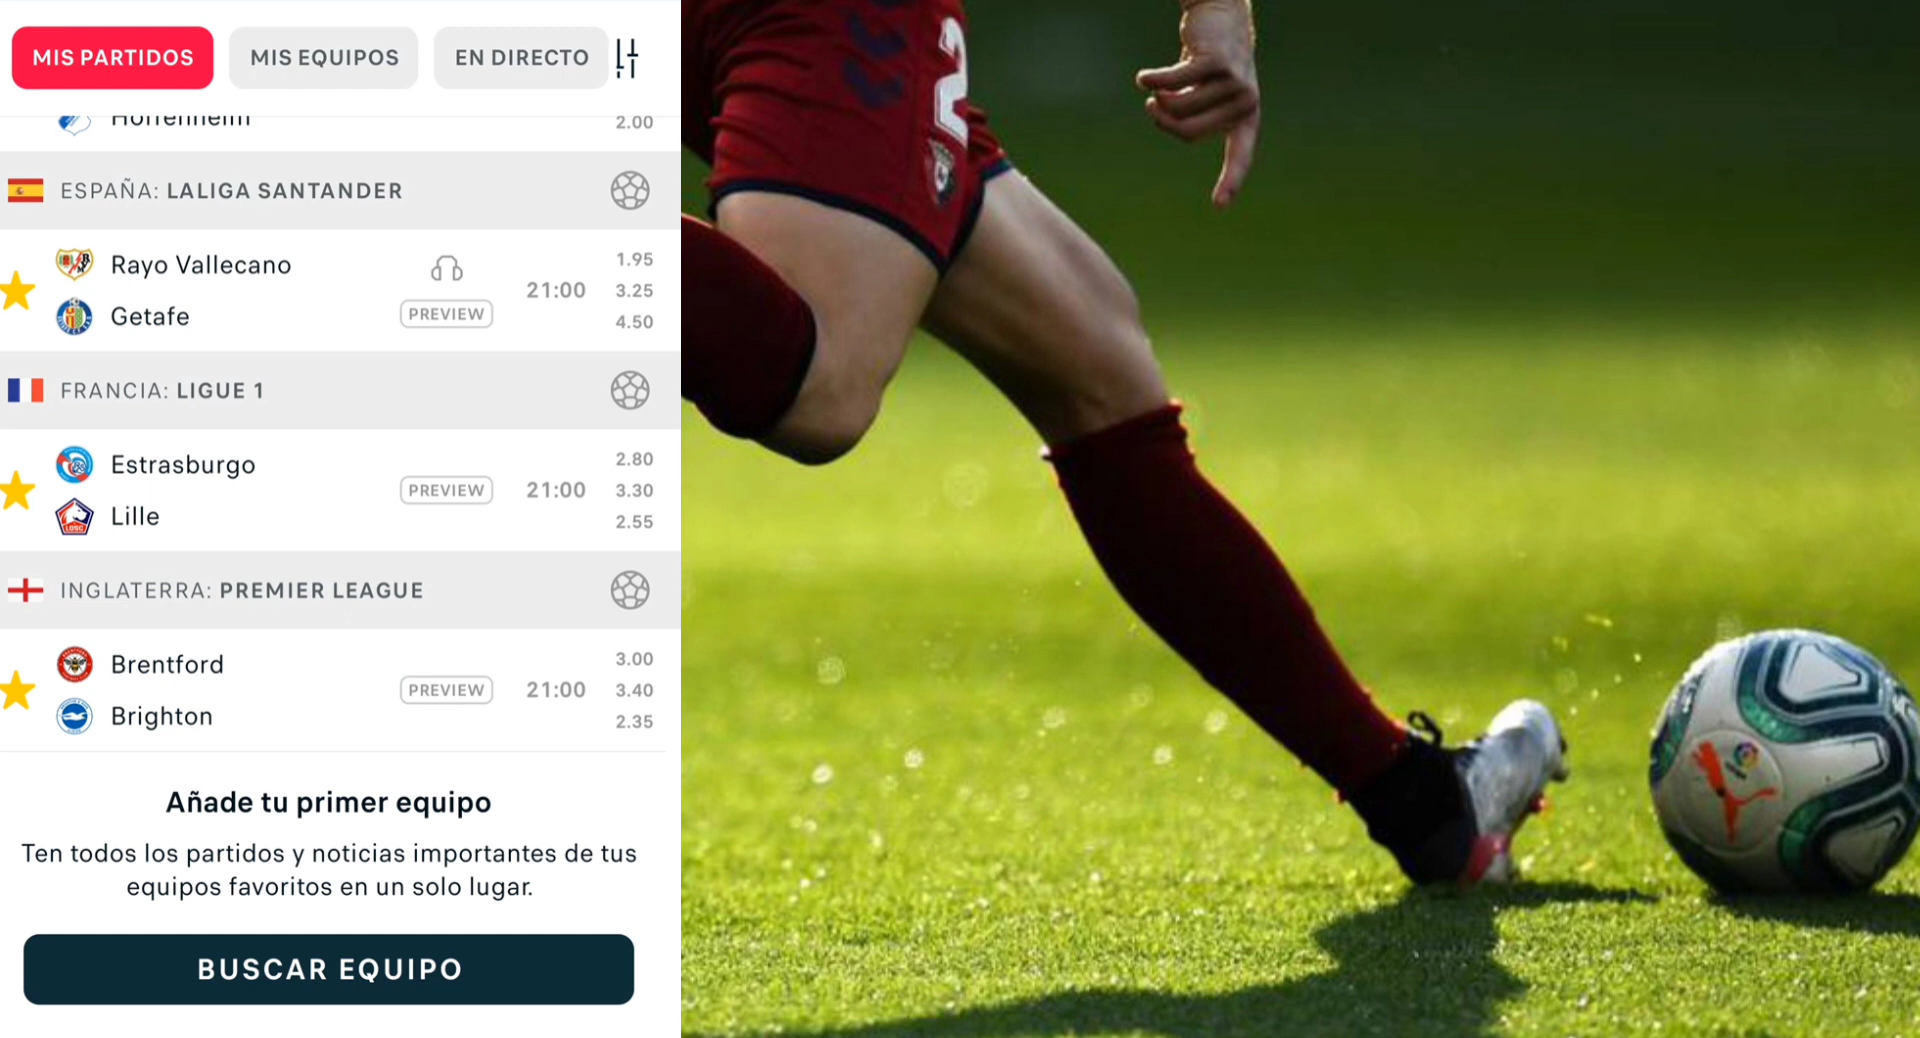 MIS PARTIDOS
MIS EQUIPOS
EN DIRECTO
Hoffenheim
2.00
ESPAÑA: LALIGA SANTANDER
Rayo Vallecano
Getafe
PREVIEW
21:00
1.95
3.25
4.50
FRANCIA: LIGUE 1
Estrasburgo
Lille
PREVIEW
21:00
2.80
3.30
2.55
INGLATERRA: PREMIER LEAGUE
Brentford
Brighton
PREVIEW
21:00
3.00
3.40
2.35
Añade tu primer equipo
Ten todos los partidos y noticias importantes de tus
equipos favoritos en un solo lugar.
BUSCAR EQUIPO
2